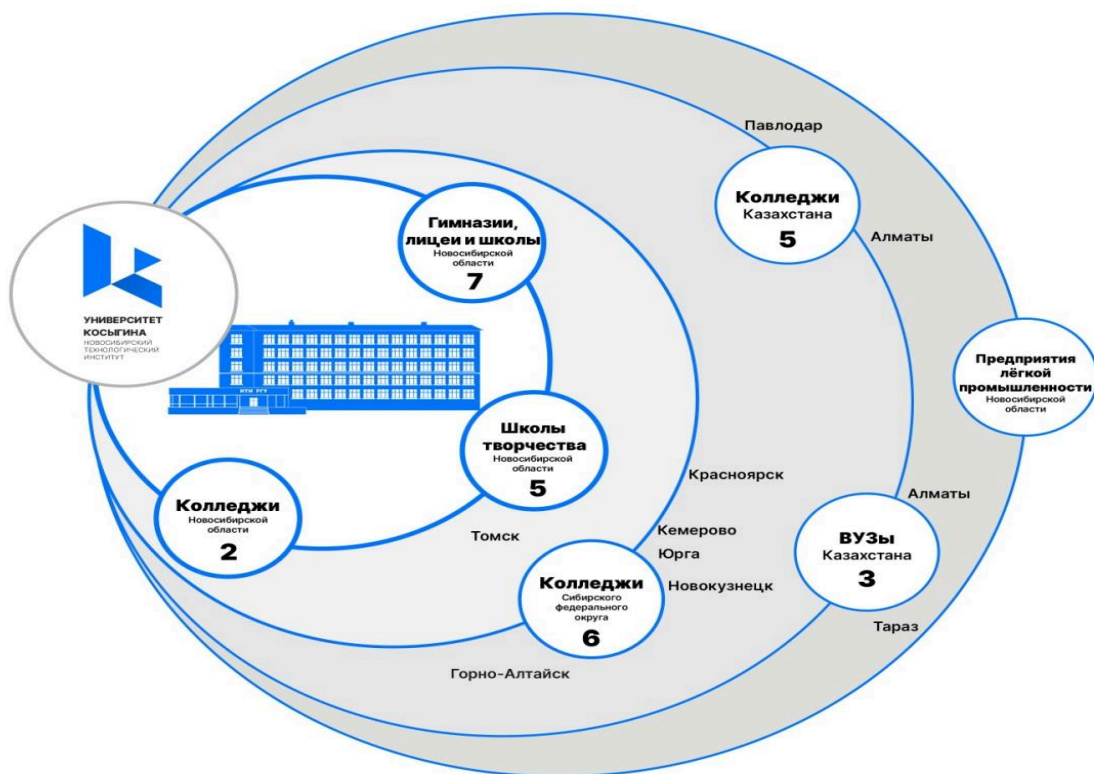 Павлодар
Колледжи
Казахстана
5
Алматы
Гимназии,
лицеи и школы
Новосибирской
области
7
УНИВЕРСИТЕТ
КОСЫГИНА
НОВОСИБИРСКИЙ
ТЕХНОЛОГИЧЕСКИЙ
ИНСТИТУТ
НТИ РГУ
Предприятия
лёгкой
промышленности
Новосибирской
области
Школы
творчества
Новосибирской
области
5
Колледжи
Новосибирской
области
2
Томск
Красноярск
Кемерово
Юрга
Новокузнецк
Колледжи
Сибирского
федерального
округа
6
Горно-Алтайск
Алматы
ВУЗы
Казахстана
3
Тараз